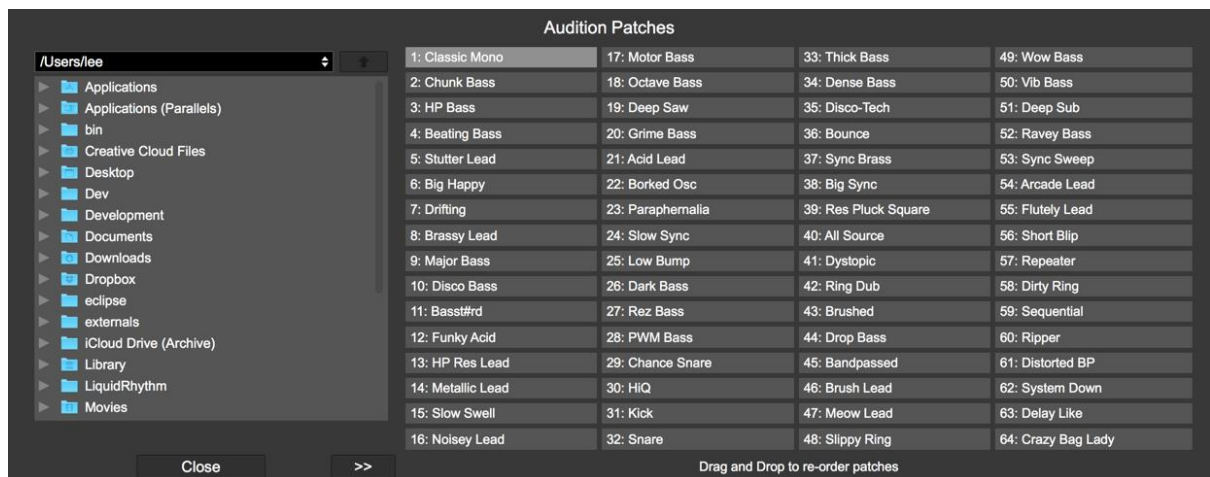 Audition Patches
/Users/lee
Applications
Applications (Parallels)
bin
Creative Cloud Files
Desktop
Dev
Development
Documents
Downloads
Dropbox
eclipse
externals
iCloud Drive (Archive)
Library
LiquidRhythm
Movies
Close
>>
1: Classic Mono
2: Chunk Bass
3: HP Bass
4: Beating Bass
5: Stutter Lead
6: Big Happy
7: Drifting
8: Brassy Lead
9: Major Bass
10: Disco Bass
11: Basst#rd
12: Funky Acid
13: HP Res Lead
14: Metallic Lead
15: Slow Swell
16: Noisey Lead
17: Motor Bass
18: Octave Bass
19: Deep Saw
20: Grime Bass
21: Acid Lead
22: Borked Osc
23: Paraphernalia
24: Slow Sync
25: Low Bump
26: Dark Bass
27: Rez Bass
28: PWM Bass
29: Chance Snare
30: HiQ
31: Kick
32: Snare
33: Thick Bass
34: Dense Bass
35: Disco-Tech
36: Bounce
37: Sync Brass
38: Big Sync
39: Res Pluck Square
40: All Source
41: Dystopic
42: Ring Dub
43: Brushed
44: Drop Bass
45: Bandpassed
46: Brush Lead
47: Meow Lead
48: Slippy Ring
49: Wow Bass
50: Vib Bass
51: Deep Sub
52: Ravey Bass
53: Sync Sweep
54: Arcade Lead
55: Flutely Lead
56: Short Blip
57: Repeater
58: Dirty Ring
59: Sequential
60: Ripper
61: Distorted BP
62: System Down
63: Delay Like
64: Crazy Bag Lady
Drag and Drop to re-order patches